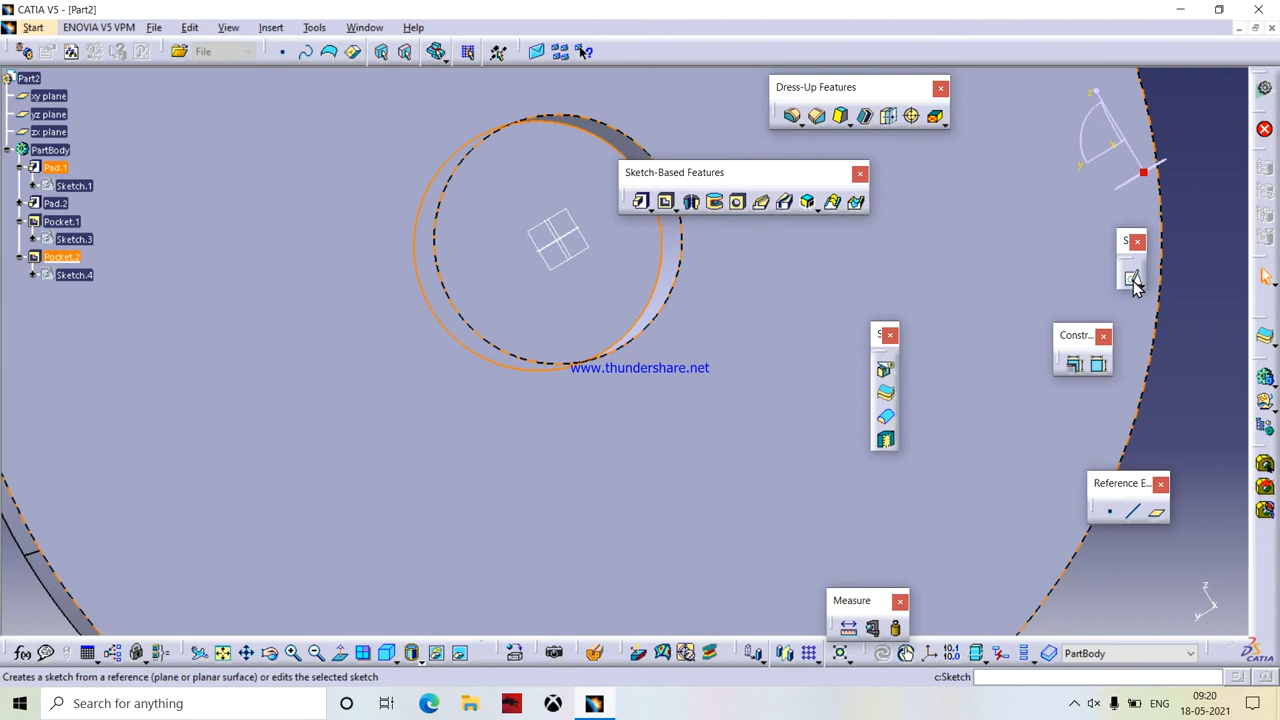 CATIA V5 - [Part2]
Start ENOVIA V5 VPM File Edit View Insert Tools Window Help
File
Part2
xy plane
yz plane
zx plane
PartBody
Pad.1
Sketch.1
Pad.2
Pocket.1
Sketch.3
Pocket.2
Sketch.4
Dress-Up Features
Sketch-Based Features
z
x
y
S
S
Constr...
www.thundershare.net
Reference E...
Measure
z
x
y
f(x)
10.1
PartBody
CATIA
Creates a sketch from a reference (plane or planar surface) or edits the selected sketch
c:Sketch
Search for anything
ENG
09:20
18-05-2021